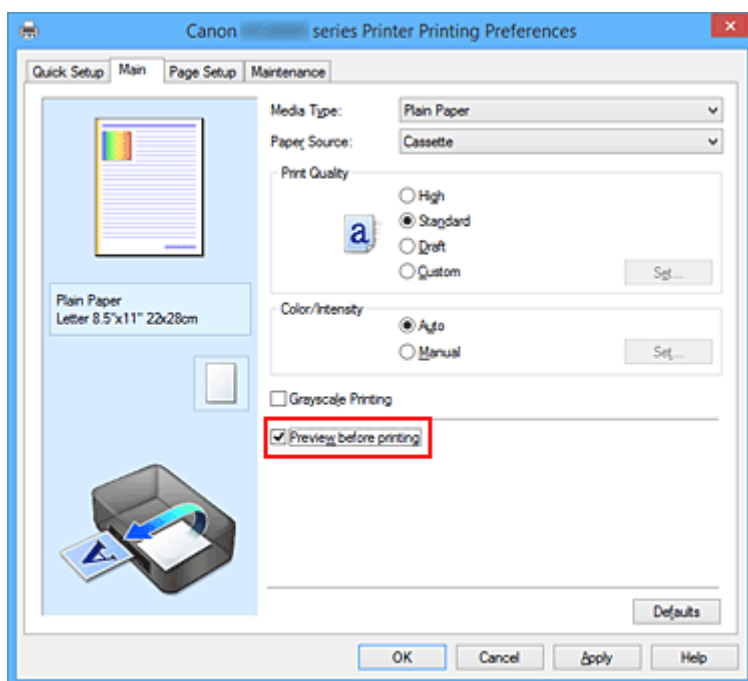 Canon series Printer Printing Preferences
Quick Setup Main Page Setup Maintenance
Media Type: Plain Paper
Paper Source: Cassette
Print Quality
High
a Standard
Draft
Custom Set...
Plain Paper
Letter 8.5"x11" 22x28cm
Color/Intensity
Auto
Manual Set...
Grayscale Printing
Preview before printing
A
Defaults
OK Cancel Apply Help